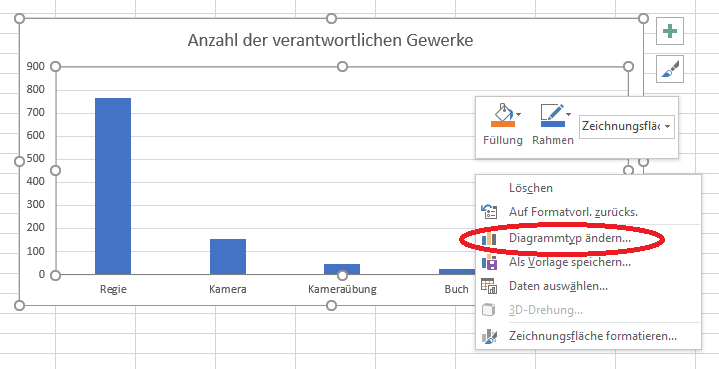 Anzahl der verantwortlichen Gewerke
900
800
700
600
500
400
300
200
100
0
Regie Kamera Kameraübung Buch
Füllung Rahmen Zeichnungsfläc
Löschen
Auf Formatvorl. zurücks.
Diagrammtyp ändern...
Als Vorlage speichern...
Daten auswählen...
3D-Drehung...
Zeichnungsfläche formatieren...